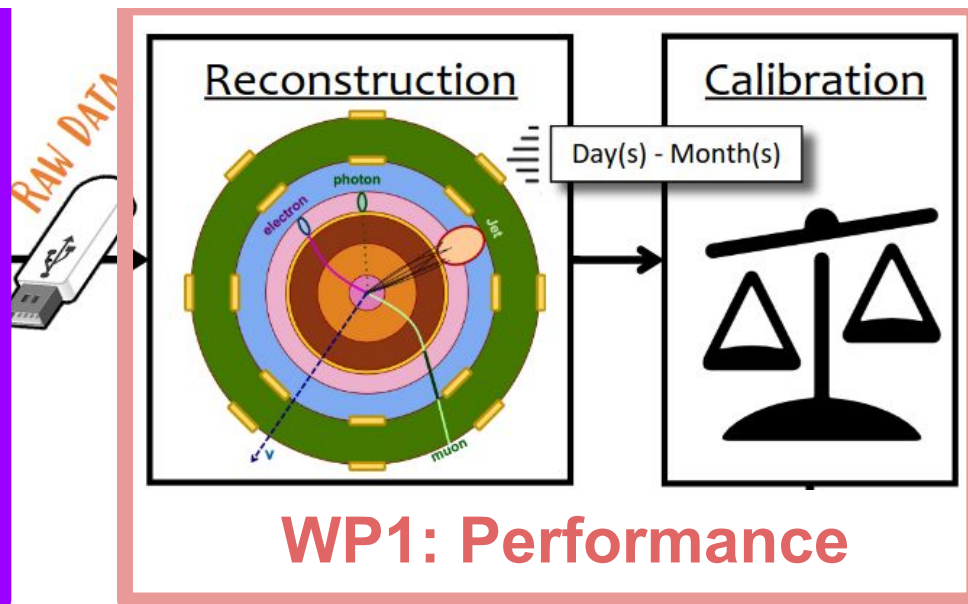 RAW DATA
Reconstruction
Calibration
Day(s) - Month(s)
photon
electron
Jet
ν
muon
WP1: Performance